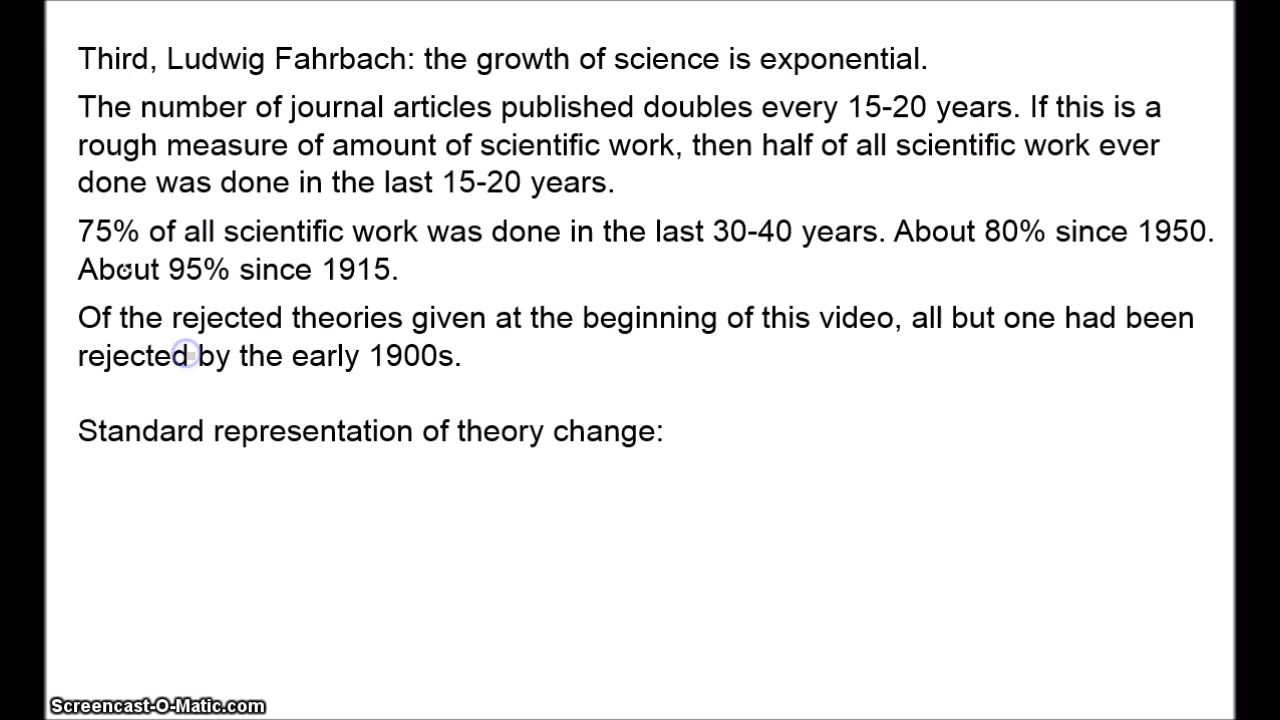 Third, Ludwig Fahrbach: the growth of science is exponential.
The number of journal articles published doubles every 15-20 years. If this is a
rough measure of amount of scientific work, then half of all scientific work ever
done was done in the last 15-20 years.
75% of all scientific work was done in the last 30-40 years. About 80% since 1950.
About 95% since 1915.
Of the rejected theories given at the beginning of this video, all but one had been
rejected by the early 1900s.
Standard representation of theory change:
Screencast-O-Matic.com